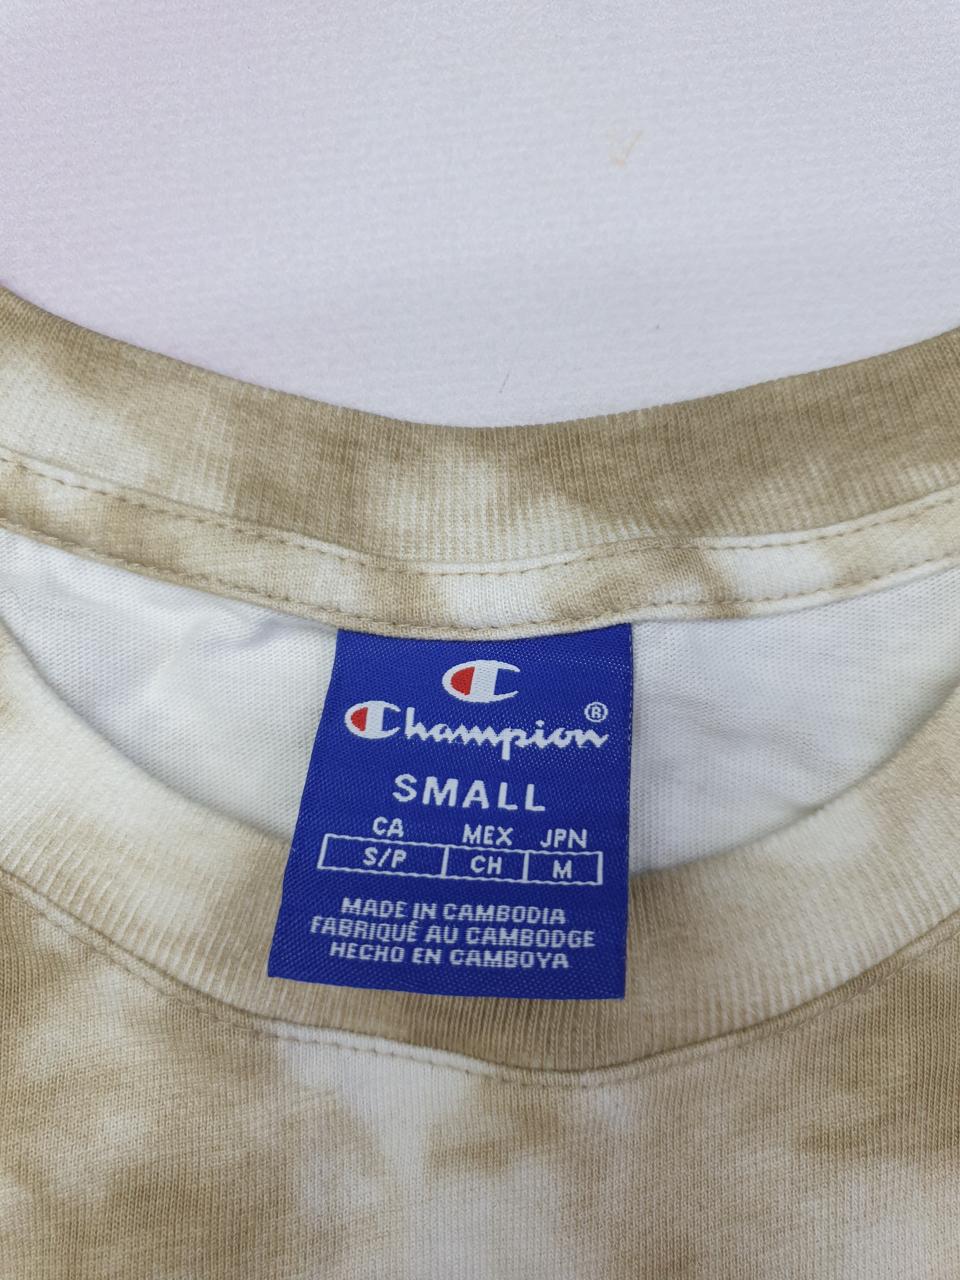 Champion®
SMALL
CA MEX JPN
S/P CH M
MADE IN CAMBODIA
FABRIQUÉ AU CAMBODGE
HECHO EN CAMBOYA